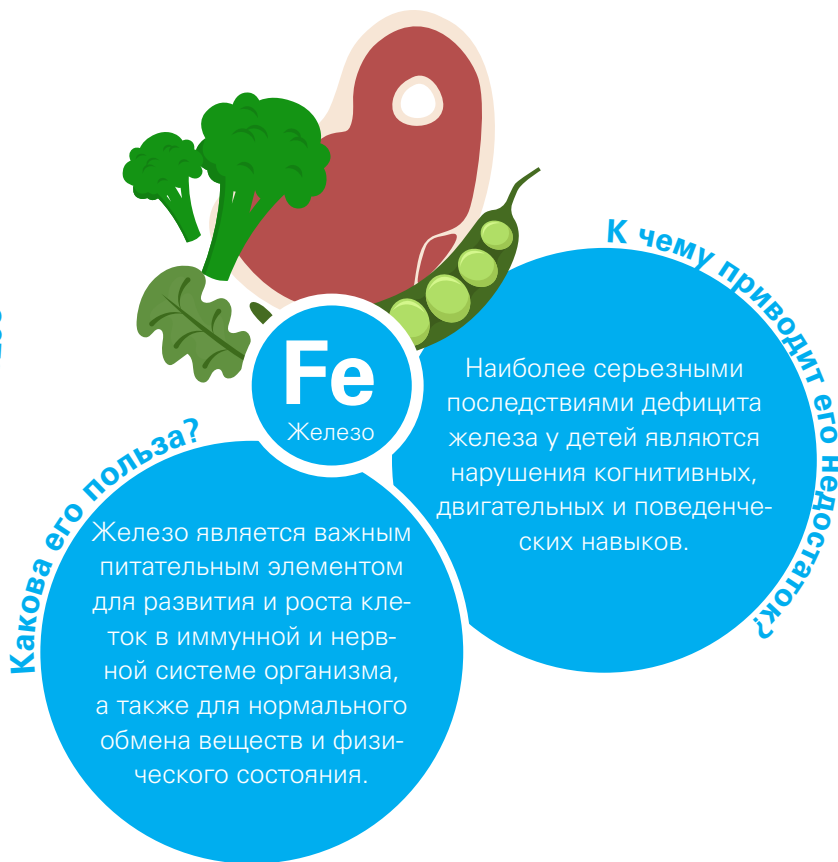 Fe
Железо
Какова его польза?
Железо является важным
питательным элементом
для развития и роста кле-
ток в иммунной и нерв-
ной системе организма,
а также для нормального
обмена веществ и физи-
ческого состояния.
К чему приводит его недостаток?
Наиболее серьезными
последствиями дефицита
железа у детей являются
нарушения когнитивных,
двигательных и поведенче-
ских навыков.